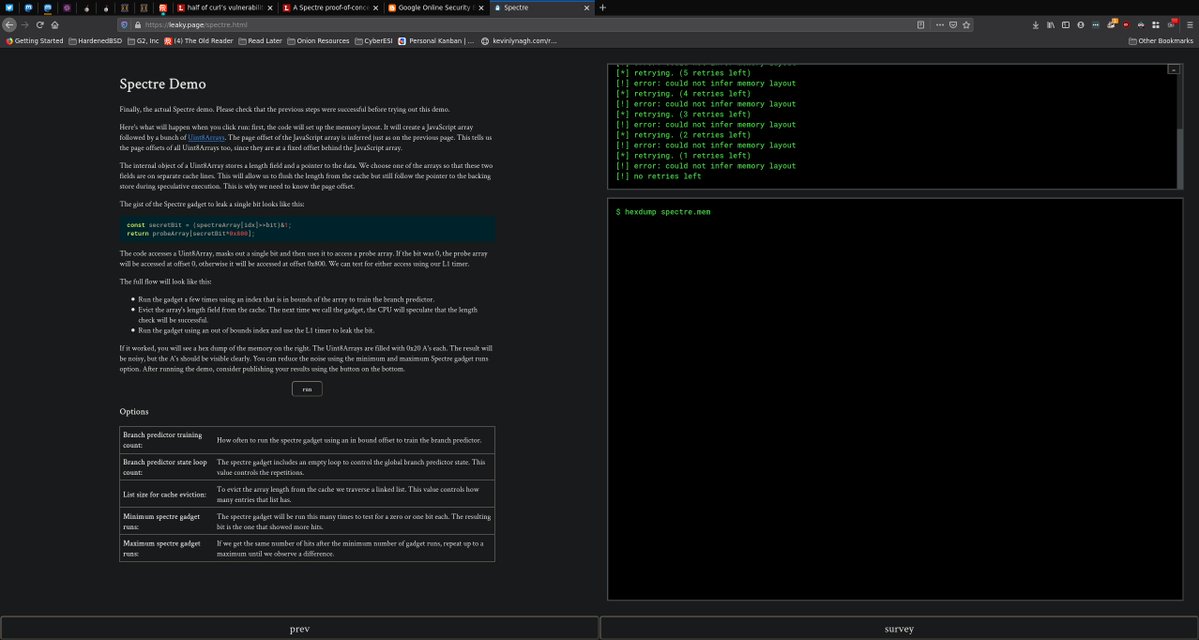 half of curl's vulnerabili
A Spectre proof-of-conc
Google Online Security
Spectre
https://leaky.page/spectre.html
Getting Started
HardenedBSD
G2, Inc
(4) The Old Reader
Read Later
Onion Resources
CyberESI
Personal Kanban | ...
kevinlynagh.com/r...
Other Bookmarks
Spectre Demo
Finally, the actual Spectre demo. Please check that the previous steps were successful before trying out this demo.
Here's what will happen when you click run: first, the code will set up the memory layout. It will create a JavaScript array
followed by a bunch of Uint8Arrays. The page offset of the JavaScript array is inferred just as on the previous page. This tells us
the page offsets of all Uint8Arrays too, since they are at a fixed offset behind the JavaScript array.
The internal object of a Uint8Array stores a length field and a pointer to the data. We choose one of the arrays so that these two
fields are on separate cache lines. This will allow us to flush the length from the cache but still follow the pointer to the backing
store during speculative execution. This is why we need to know the page offset.
The gist of the Spectre gadget to leak a single bit looks like this:
const secretBit = (spectreArray[idx]>>bit)&1;
return probeArray[secretBit*0x800];
The code accesses a Uint8Array, masks out a single bit and then uses it to access a probe array. If the bit was 0, the probe array
will be accessed at offset 0, otherwise it will be accessed at offset 0x800. We can test for either access using our L1 timer.
The full flow will look like this:
Run the gadget a few times using an index that is in bounds of the array to train the branch predictor.
Evict the array's length field from the cache. The next time we call the gadget, the CPU will speculate that the length
check will be successful.
Run the gadget using an out of bounds index and use the L1 timer to leak the bit.
If it worked, you will see a hex dump of the memory on the right. The Uint8Arrays are filled with 0x20 A's each. The result will
be noisy, but the A's should be visible clearly. You can reduce the noise using the minimum and maximum Spectre gadget runs
option. After running the demo, consider publishing your results using the button on the bottom.
run
Options
Branch predictor training
count:
How often to run the spectre gadget using an in bound offset to train the branch predictor.
Branch predictor state loop
count:
The spectre gadget includes an empty loop to control the global branch predictor state. This
value controls the repetitions.
List size for cache eviction:
To evict the array length from the cache we traverse a linked list. This value controls how
many entries that list has.
Minimum spectre gadget
runs:
The spectre gadget will be run this many times to test for a zero or one bit each. The resulting
bit is the one that showed more hits.
Maximum spectre gadget
runs:
If we get the same number of hits after the minimum number of gadget runs, repeat up to a
maximum until we observe a difference.
[*] retrying. (5 retries left)
[!] error: could not infer memory layout
[*] retrying. (4 retries left)
[!] error: could not infer memory layout
[*] retrying. (3 retries left)
[!] error: could not infer memory layout
[*] retrying. (2 retries left)
[!] error: could not infer memory layout
[*] retrying. (1 retries left)
[!] error: could not infer memory layout
[!] no retries left
$ hexdump spectre.mem
prev
survey